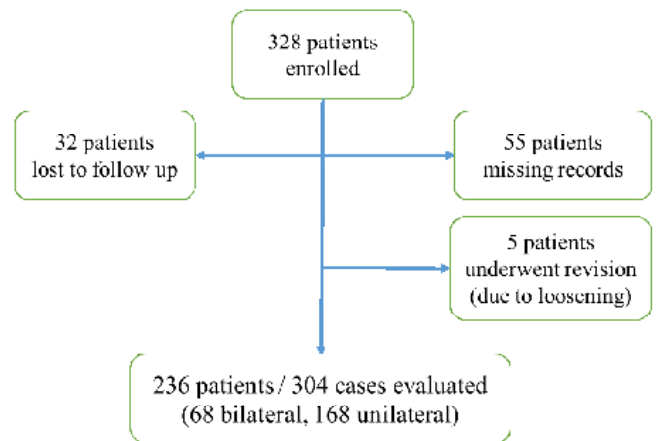 328 patients
enrolled
32 patients
lost to follow up
55 patients
missing records
5 patients
underwent revision
(due to loosening)
236 patients / 304 cases evaluated
(68 bilateral, 168 unilateral)